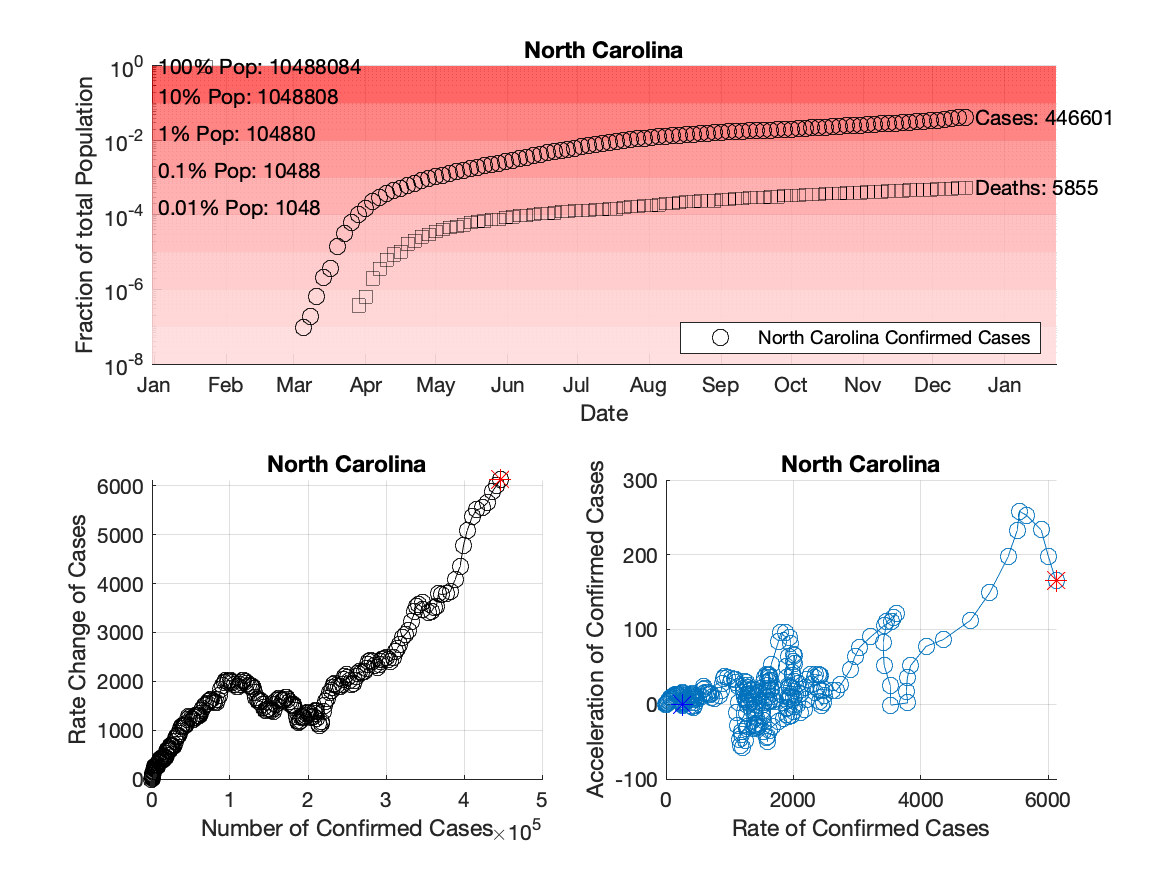 North Carolina
Fraction of total Population
10^0
10^-2
10^-4
10^-6
10^-8
100% Pop: 10488084
10% Pop: 1048808
1% Pop: 104880
0.1% Pop: 10488
0.01% Pop: 1048
Cases: 446601
Deaths: 5855
North Carolina Confirmed Cases
Jan Feb Mar Apr May Jun Jul Aug Sep Oct Nov Dec Jan
Date
North Carolina
Rate Change of Cases
6000
5000
4000
3000
2000
1000
0
0 1 2 3 4 5
Number of Confirmed Cases ×10^5
North Carolina
Acceleration of Confirmed Cases
300
200
100
0
-100
0 2000 4000 6000
Rate of Confirmed Cases